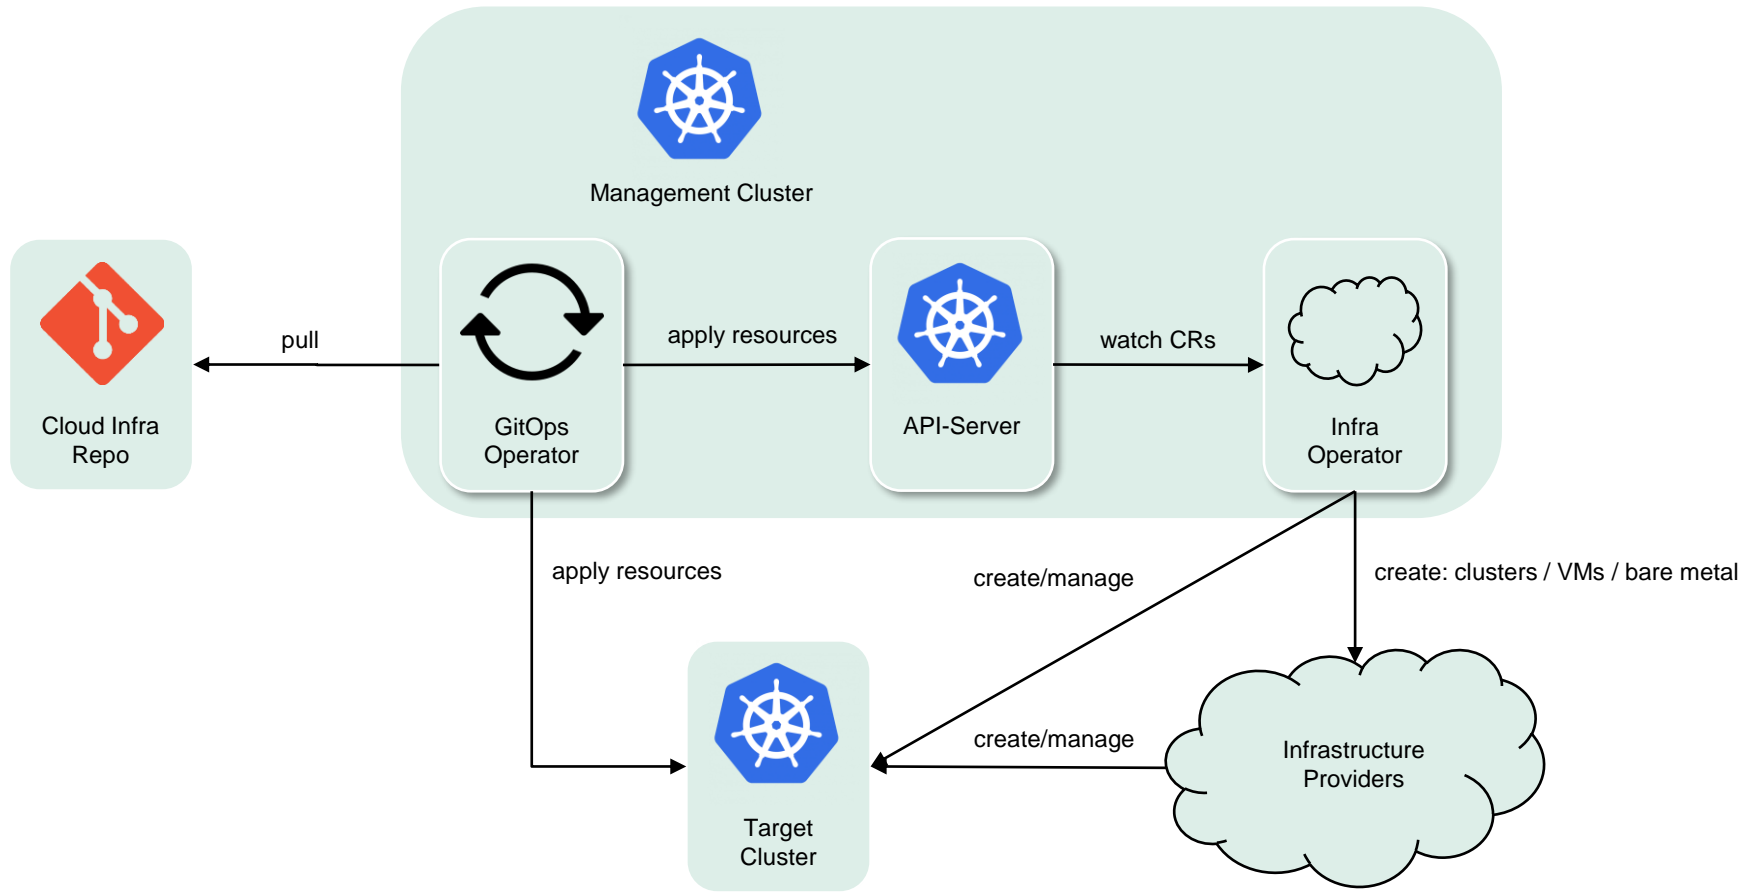 Management Cluster
pull
apply resources
watch CRs
Cloud Infra
Repo
GitOps
Operator
API-Server
Infra
Operator
apply resources
create/manage
create: clusters / VMs / bare metal
create/manage
Infrastructure
Providers
Target
Cluster